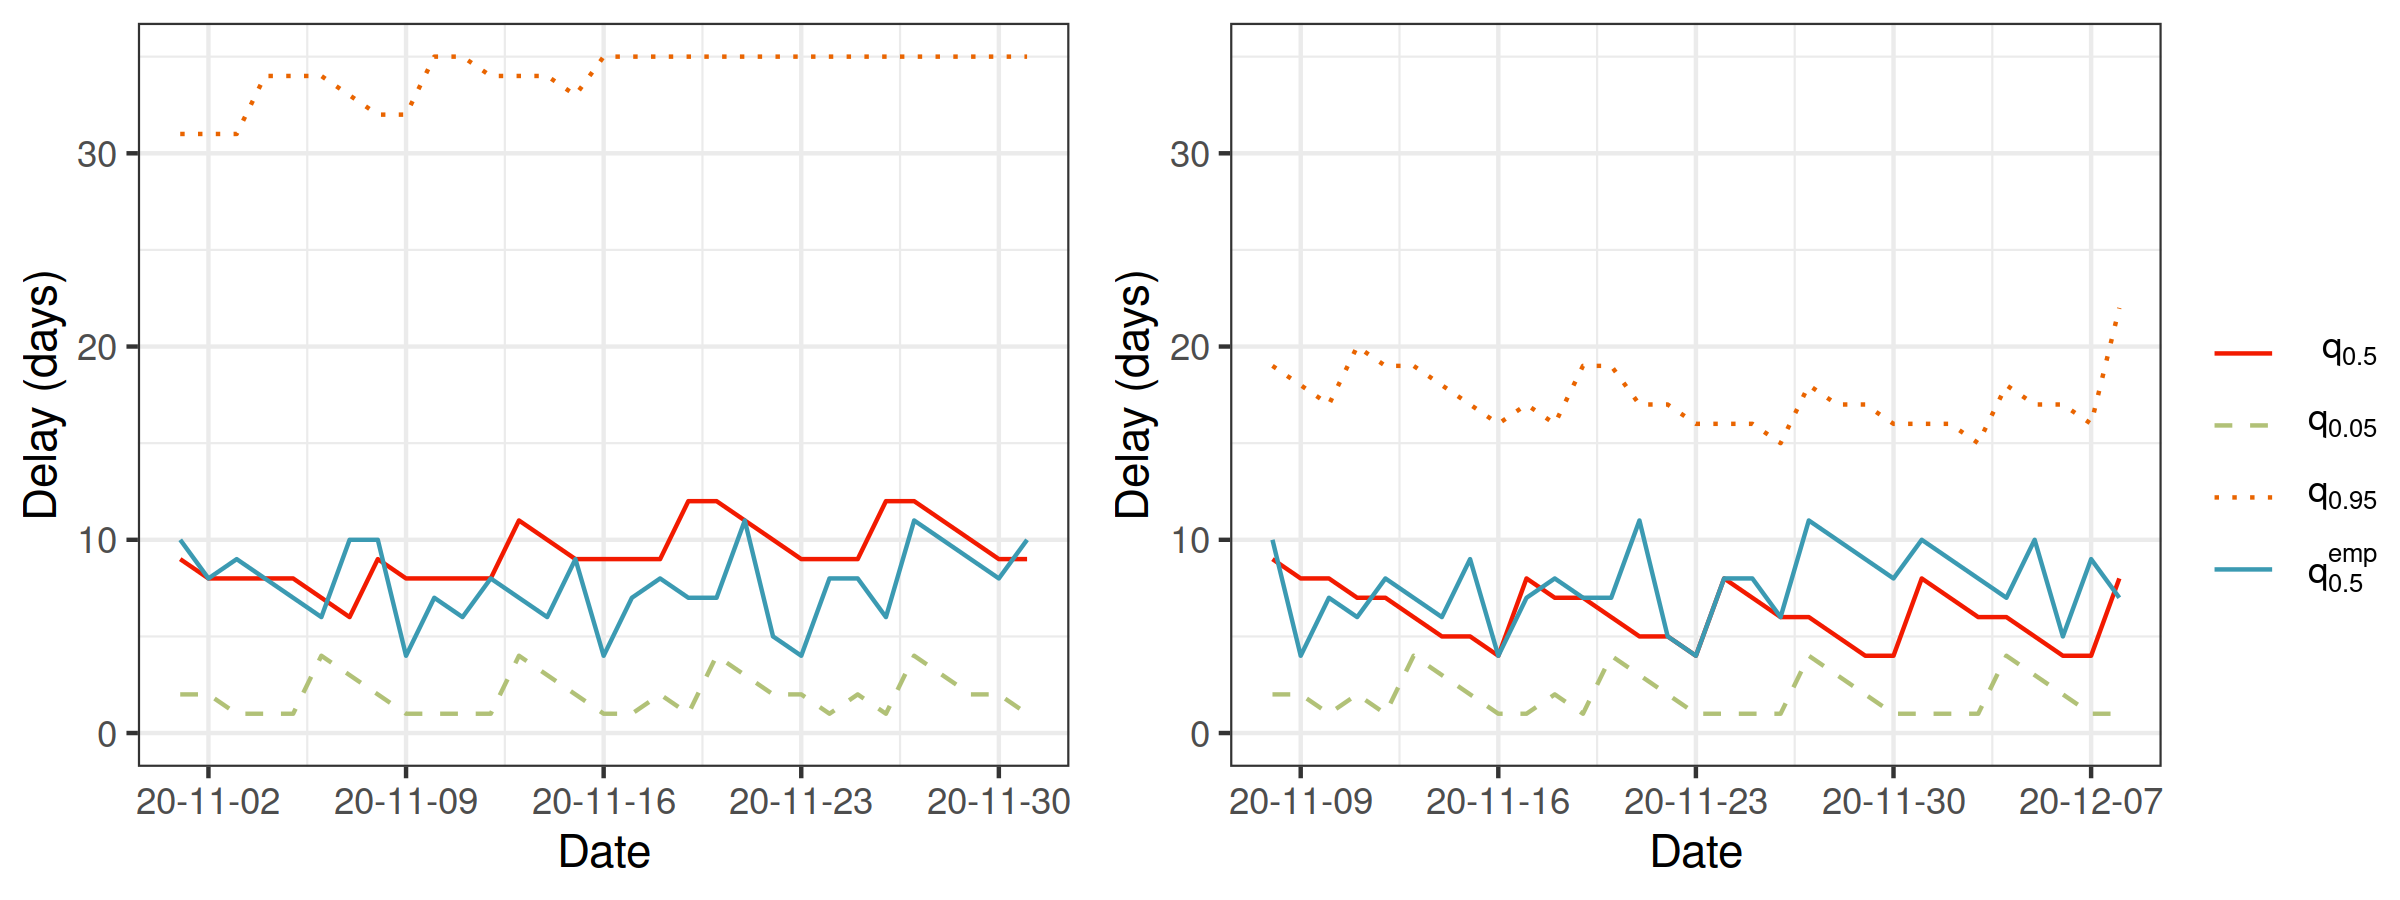 Delay (days)
30
20
10
0
20-11-02 20-11-09 20-11-16 20-11-23 20-11-30
Date
Delay (days)
30
20
10
0
20-11-09 20-11-16 20-11-23 20-11-30 20-12-07
Date
q0.5
q0.05
q0.95
q0.5emp